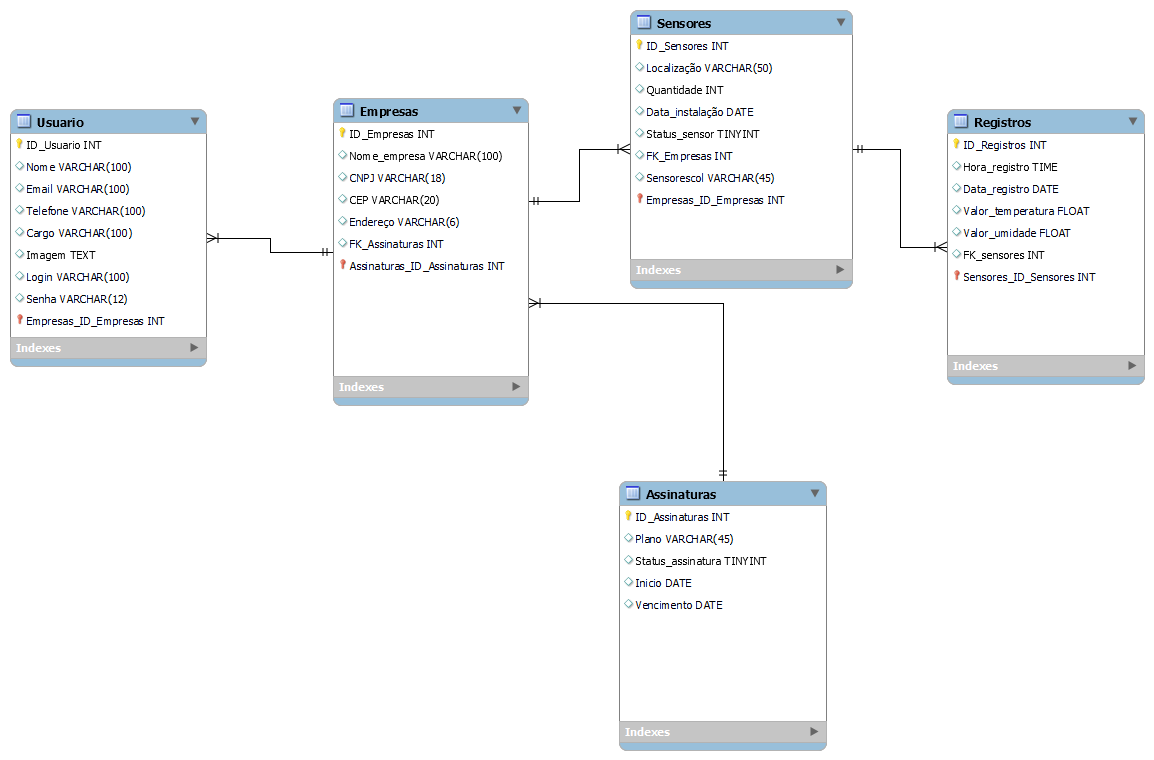 Usuario
ID_Usuario INT
Nome VARCHAR(100)
Email VARCHAR(100)
Telefone VARCHAR(100)
Cargo VARCHAR(100)
Imagem TEXT
Login VARCHAR(100)
Senha VARCHAR(12)
Empresas_ID_Empresas INT
Indexes
Empresas
ID_Empresas INT
Nome_empresa VARCHAR(100)
CNPJ VARCHAR(18)
CEP VARCHAR(20)
Endereço VARCHAR(6)
FK_Assinaturas INT
Assinaturas_ID_Assinaturas INT
Indexes
Sensores
ID_Sensores INT
Localização VARCHAR(50)
Quantidade INT
Data_instalação DATE
Status_sensor TINYINT
FK_Empresas INT
Sensorescol VARCHAR(45)
Empresas_ID_Empresas INT
Indexes
Registros
ID_Registros INT
Hora_registro TIME
Data_registro DATE
Valor_temperatura FLOAT
Valor_umidade FLOAT
FK_sensores INT
Sensores_ID_Sensores INT
Indexes
Assinaturas
ID_Assinaturas INT
Plano VARCHAR(45)
Status_assinatura TINYINT
Inicio DATE
Vencimento DATE
Indexes